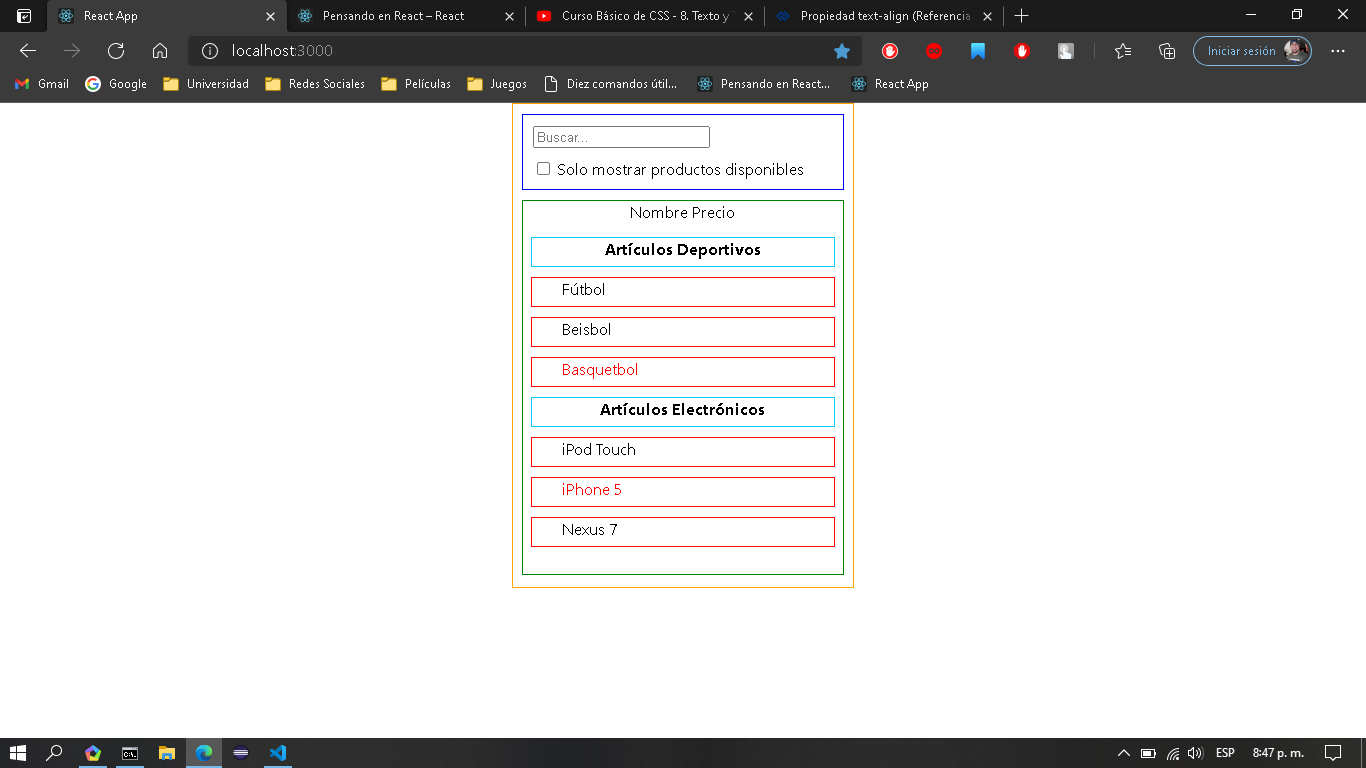 React App
Pensando en React – React
Curso Básico de CSS - 8. Texto y
Propiedad text-align (Referencia
localhost:3000
Iniciar sesión
Gmail
Google
Universidad
Redes Sociales
Películas
Juegos
Diez comandos útil...
Pensando en React...
React App
Buscar...
Solo mostrar productos disponibles
Nombre Precio
Artículos Deportivos
Fútbol
Beisbol
Basquetbol
Artículos Electrónicos
iPod Touch
iPhone 5
Nexus 7
ESP
8:47 p. m.